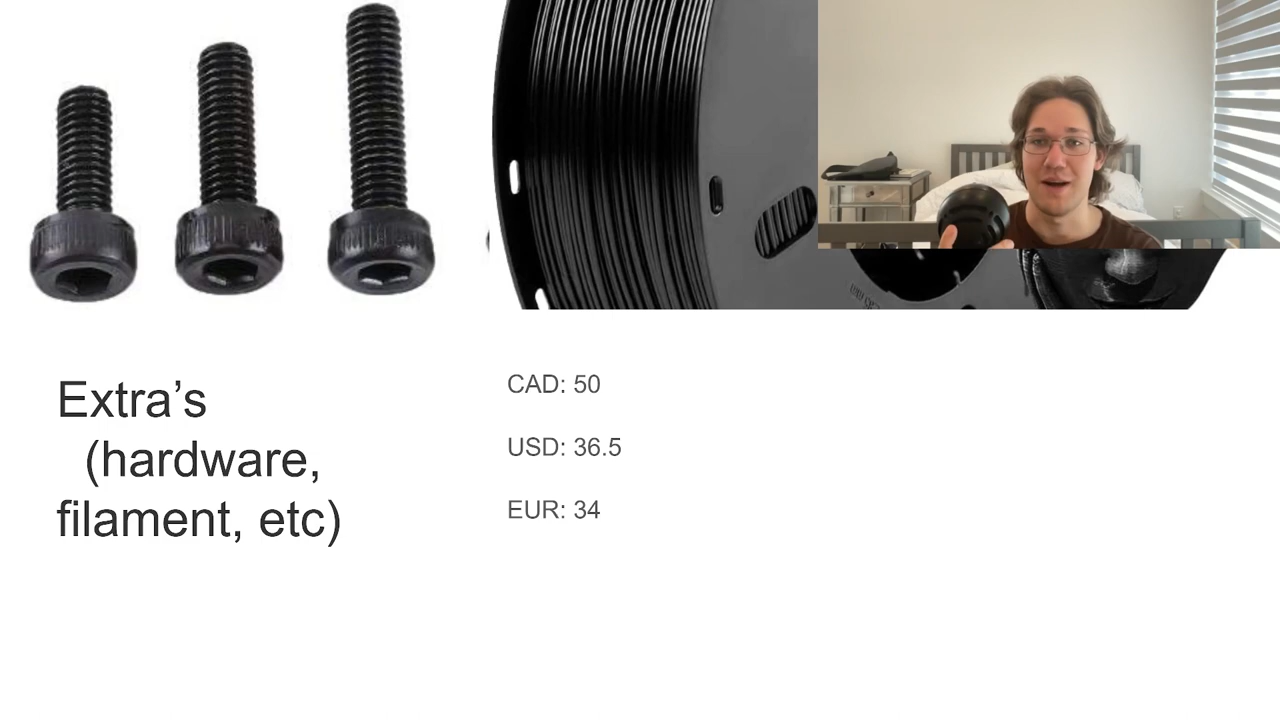 Extra’s
(hardware,
filament, etc)
CAD: 50
USD: 36.5
EUR: 34